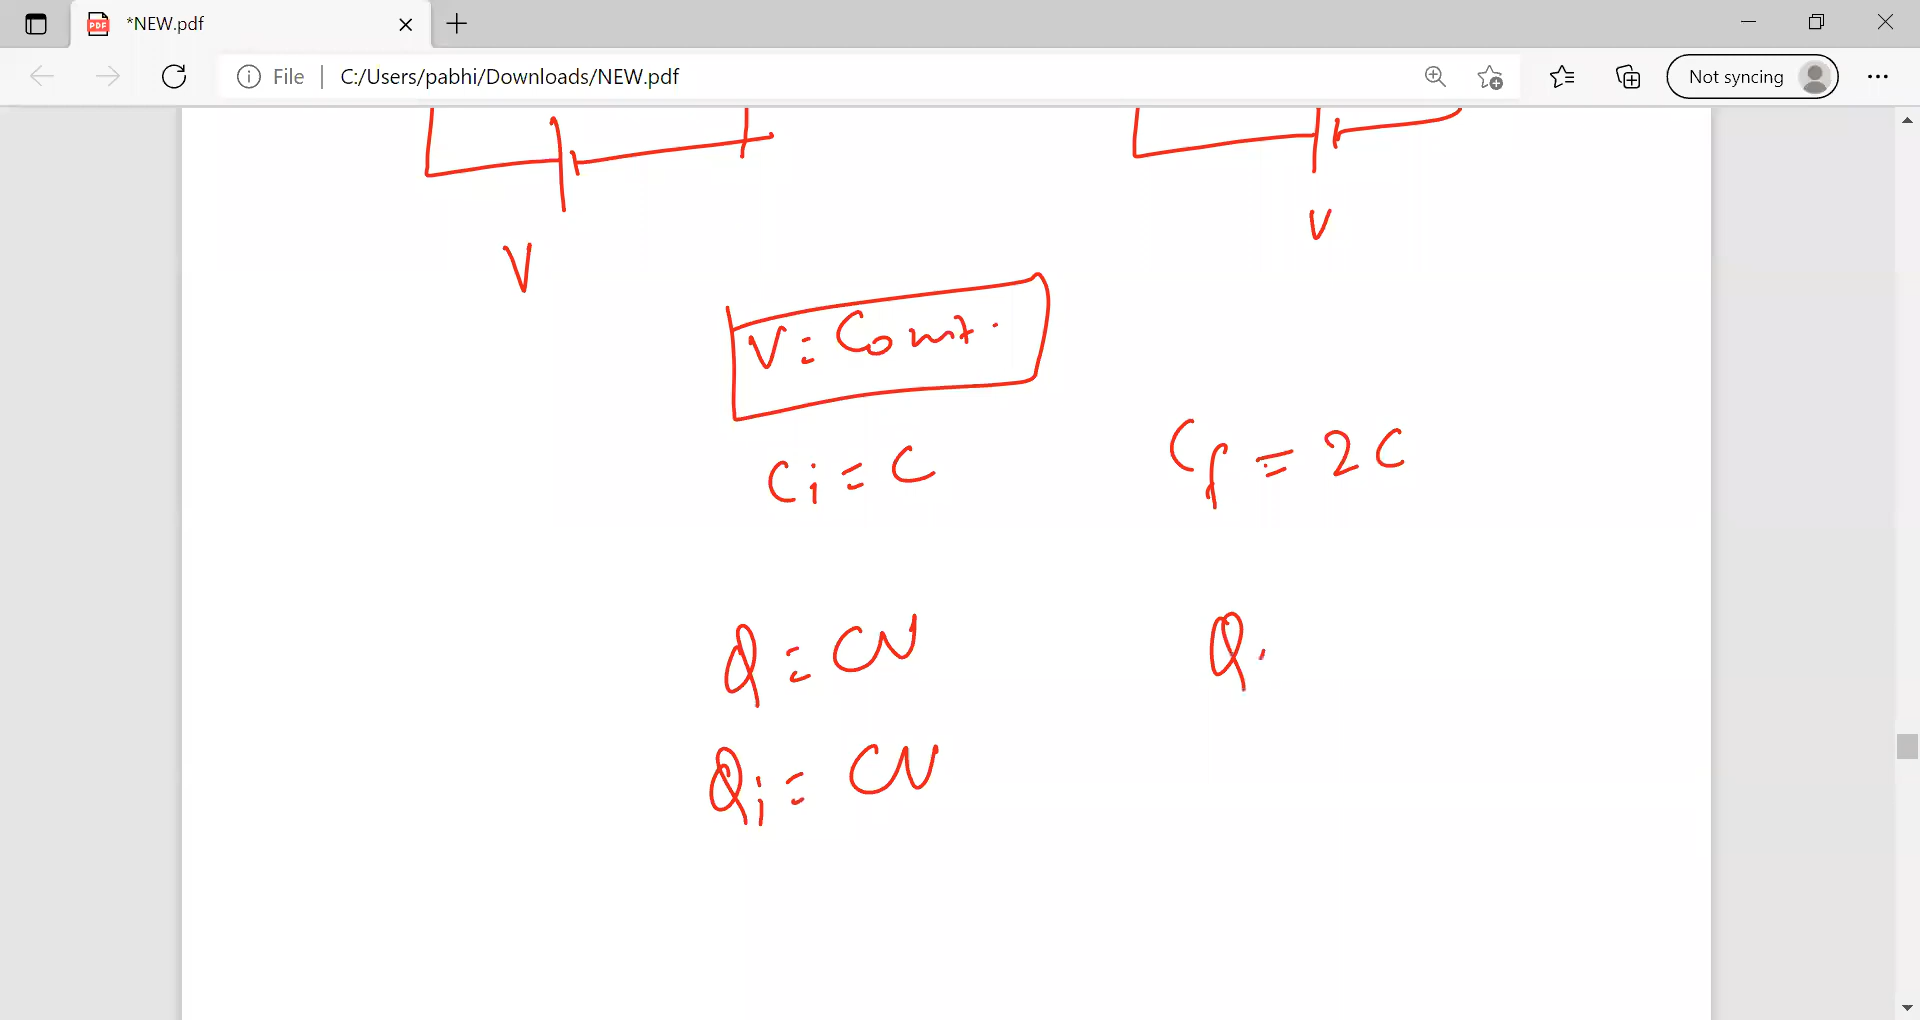 *NEW.pdf
File | C:/Users/pabhi/Downloads/NEW.pdf
Not syncing
V
V
V = Const.
Ci = C
Cf = 2C
Q = CV
Q
Qi = CV